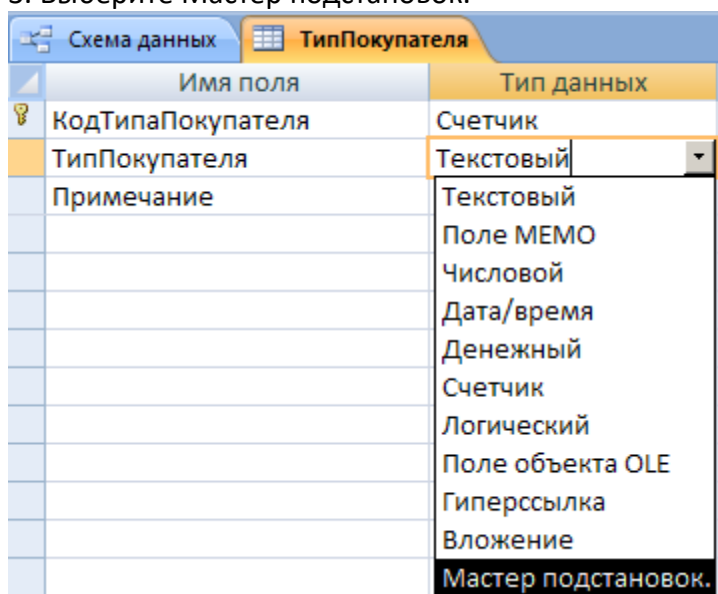 3. Выберите Мастер подстановок.
Схема данных ТипПокупателя
Имя поля Тип данных
КодТипаПокупателя Счетчик
ТипПокупателя Текстовый
Примечание Текстовый
Поле МЕМО
Числовой
Дата/время
Денежный
Счетчик
Логический
Поле объекта OLE
Гиперссылка
Вложение
Мастер подстановок.